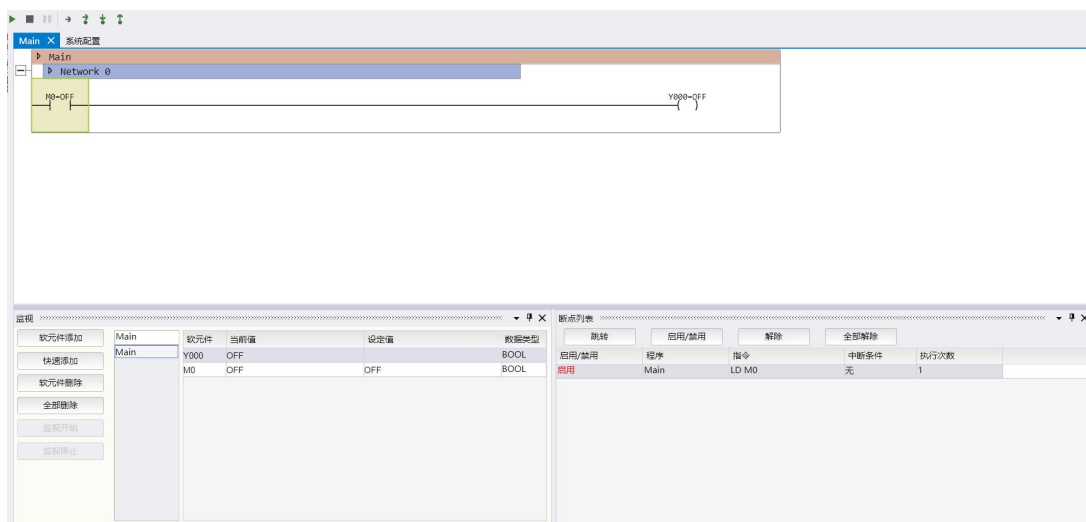 Main 系统配置
Main
Network 0
M0=OFF Y000=OFF
监视 断点列表
软元件添加 Main 软元件 当前值 设定值 数据类型 跳转 启用/禁用 解除 全部解除
快速添加 Main Y000 OFF BOOL 启用/禁用 程序 指令 中断条件 执行次数
软元件删除 M0 OFF OFF BOOL 启用 Main LD M0 无 1
全部删除
监视开始
监视停止